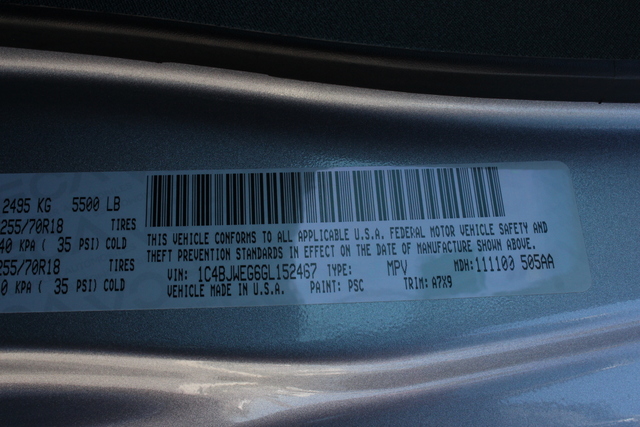 2495 KG 5500 LB
255/70R18 TIRES
40 KPA ( 35 PSI) COLD
255/70R18 TIRES
0 KPA ( 35 PSI) COLD
THIS VEHICLE CONFORMS TO ALL APPLICABLE U.S.A. FEDERAL MOTOR VEHICLE SAFETY AND
THEFT PREVENTION STANDARDS IN EFFECT ON THE DATE OF MANUFACTURE SHOWN ABOVE.
VIN: 1C4BJWEG6GL152467 TYPE: MPV MDH: 111100 505AA
VEHICLE MADE IN U.S.A. PAINT: PSC TRIM: A7X9